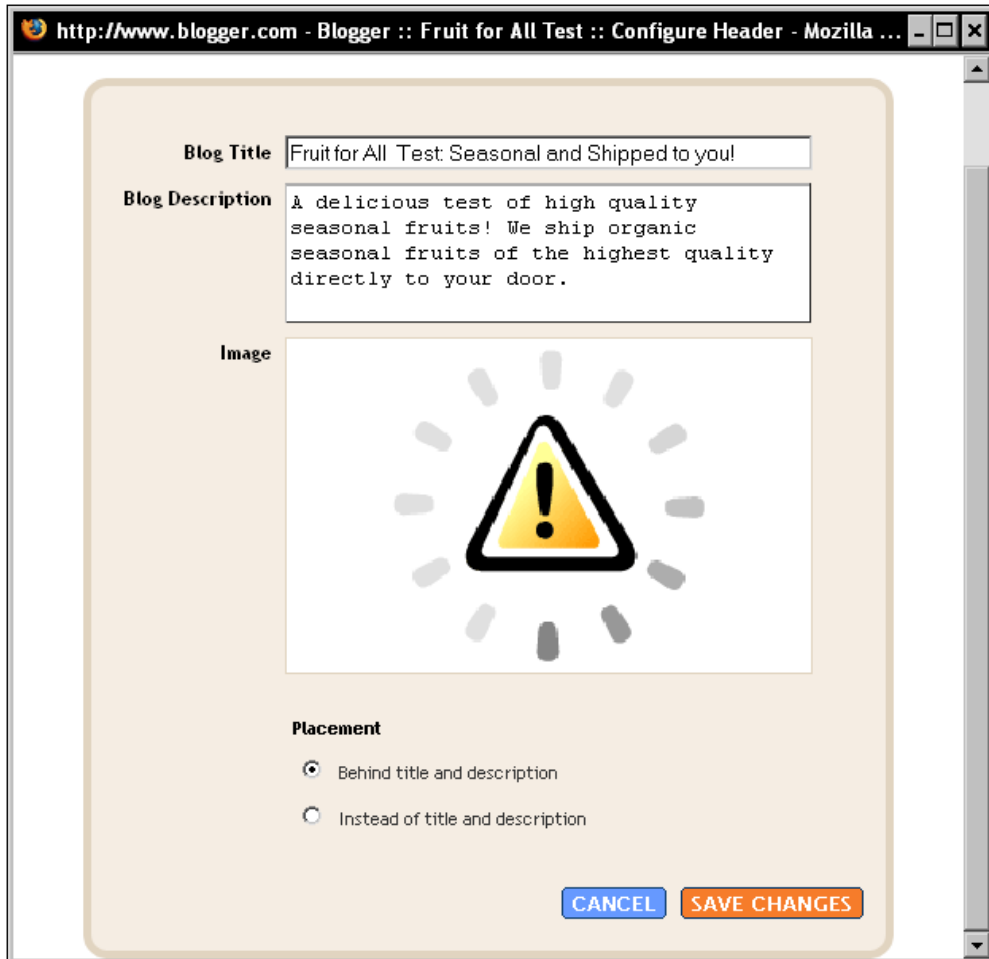 http://www.blogger.com - Blogger :: Fruit for All Test :: Configure Header - Mozilla ...
Blog Title
Fruit for All  Test: Seasonal and Shipped to you!
Blog Description
A delicious test of high quality
seasonal fruits! We ship organic
seasonal fruits of the highest quality
directly to your door.
Image
Placement
Behind title and description
Instead of title and description
CANCEL SAVE CHANGES